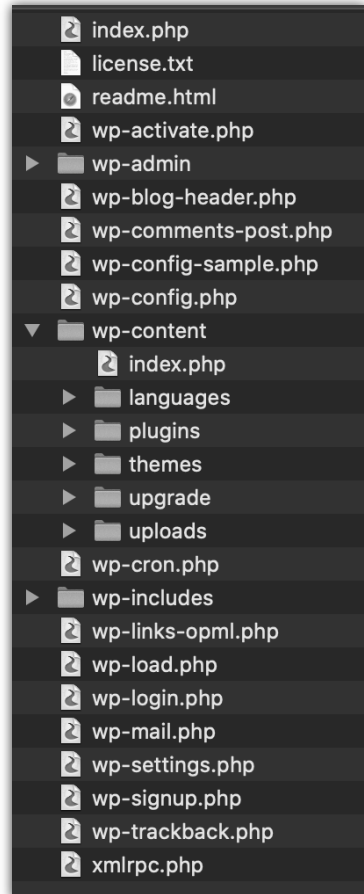 index.php
license.txt
readme.html
wp-activate.php
wp-admin
wp-blog-header.php
wp-comments-post.php
wp-config-sample.php
wp-config.php
wp-content
index.php
languages
plugins
themes
upgrade
uploads
wp-cron.php
wp-includes
wp-links-opml.php
wp-load.php
wp-login.php
wp-mail.php
wp-settings.php
wp-signup.php
wp-trackback.php
xmlrpc.php